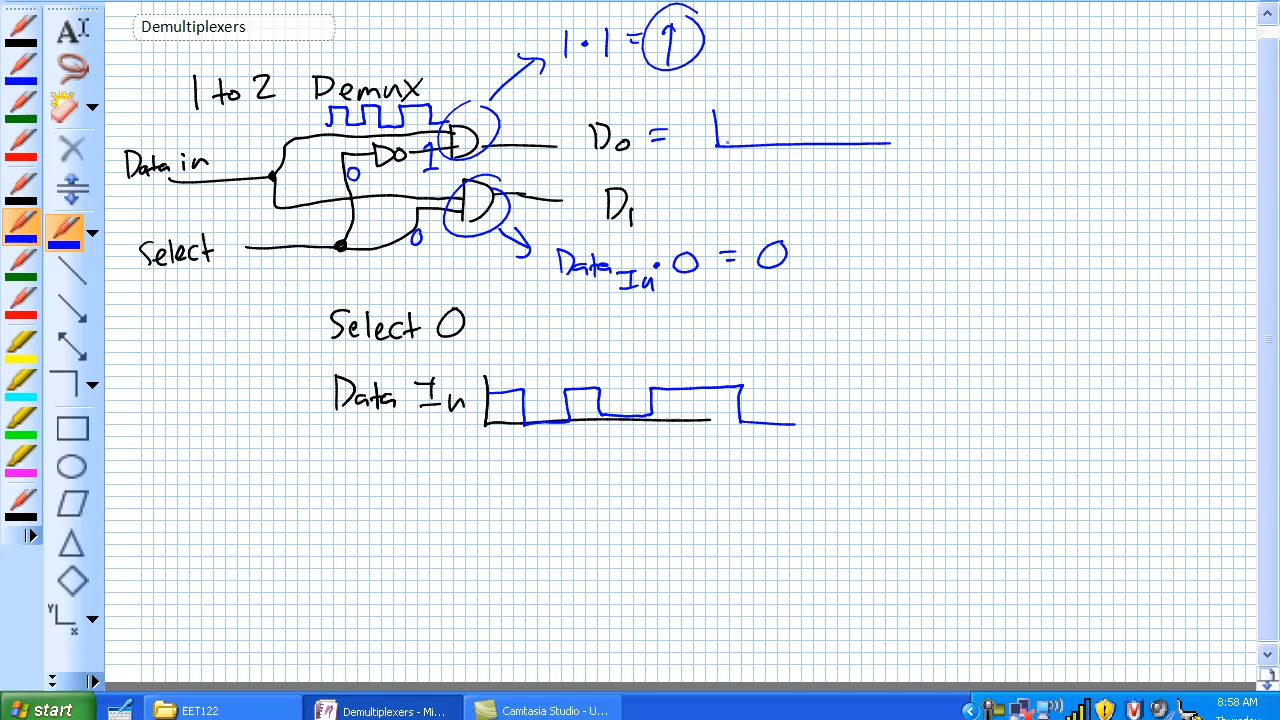 Demultiplexers
1 • 1 = 1
1 to 2 Demux
Data in
0
1
D0 =
D1
Select
0
Data In • 0 = 0
Select 0
Data In
start
EET122
Demultiplexers - Mi...
Camtasia Studio - U...
8:58 AM
Thursday